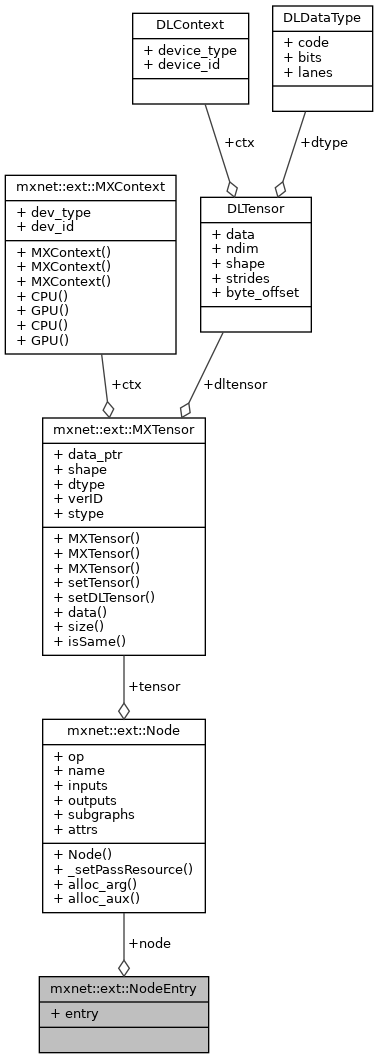 DLContext
+ device_type
+ device_id
DLDataType
+ code
+ bits
+ lanes
+ctx
+dtype
mxnet::ext::MXContext
+ dev_type
+ dev_id
+ MXContext()
+ MXContext()
+ MXContext()
+ CPU()
+ GPU()
+ CPU()
+ GPU()
DLTensor
+ data
+ ndim
+ shape
+ strides
+ byte_offset
+ctx
+dltensor
mxnet::ext::MXTensor
+ data_ptr
+ shape
+ dtype
+ verID
+ stype
+ MXTensor()
+ MXTensor()
+ MXTensor()
+ setTensor()
+ setDLTensor()
+ data()
+ size()
+ isSame()
+tensor
mxnet::ext::Node
+ op
+ name
+ inputs
+ outputs
+ subgraphs
+ attrs
+ Node()
+ _setPassResource()
+ alloc_arg()
+ alloc_aux()
+node
mxnet::ext::NodeEntry
+ entry